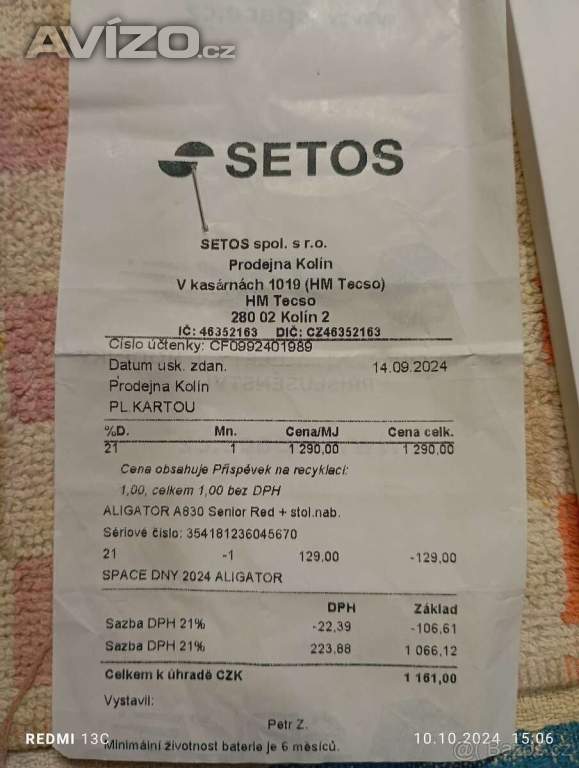 AVÍZO.cz
SETOS
SETOS spol. s r.o.
Prodejna Kolín
V kasárnách 1019 (HM Tecso)
HM Tecso
280 02 Kolín 2
IČ: 46352163 DIČ: CZ46352163
Číslo účtenky: CF0992401989
Datum úsk. zdan. 14.09.2024
Prodejna Kolín
PL.KARTOU
%D. Mn. Cena/MJ Cena celk.
21 1 1 290,00 1 290,00
Cena obsahuje Příspěvek na recyklaci:
1,00, celkem 1,00 bez DPH
ALIGATOR A830 Senior Red + stol.nab.
Sériové číslo: 354181236045670
21 -1 129,00 -129,00
SPACE DNY 2024 ALIGATOR
DPH Základ
Sazba DPH 21% -22,39 -106,61
Sazba DPH 21% 223,88 1 066,12
Celkem k úhradě CZK 1 161,00
Vystavil:
Petr Z.
REDMI 13C 10.10.2024 15:06
Minimální životnost baterie je 6 měsíců.
Bazos.cz